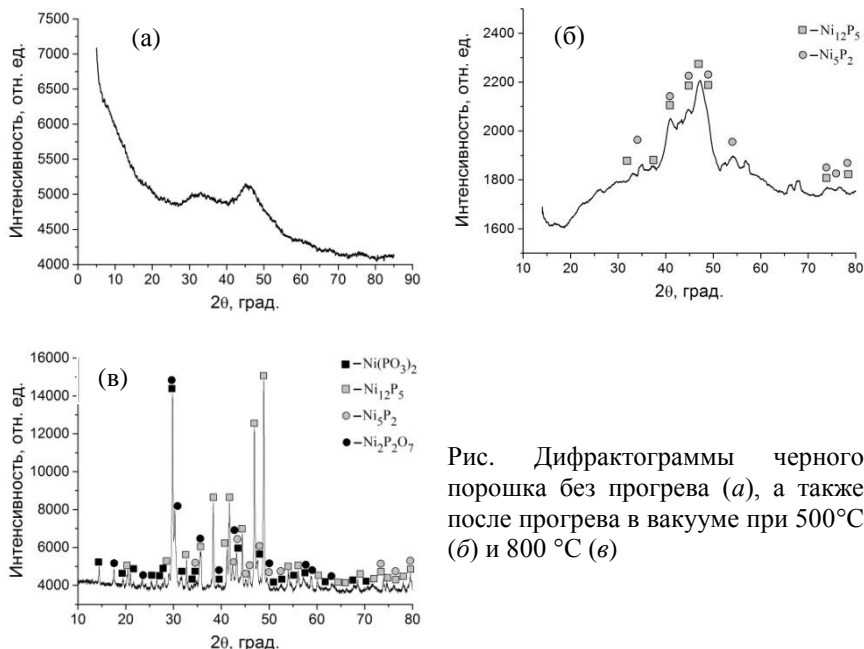 (а)
Интенсивность, отн. ед.
7500
7000
6500
6000
5500
5000
4500
4000
0 10 20 30 40 50 60 70 80 90
2θ, град.
(б)
Интенсивность, отн. ед.
2200
2000
1800
1600
10 20 30 40 50 60 70 80
2θ, град.
–Ni12P5
–Ni5P2
(в)
Интенсивность, отн. ед.
16000
14000
12000
10000
8000
6000
4000
10 20 30 40 50 60 70 80
2θ, град.
–Ni(PO3)2
–Ni12P5
–Ni5P2
–Ni2P2O7
Рис. Дифрактограммы черного
порошка без прогрева (а), а также
после прогрева в вакууме при 500°С
(б) и 800 °С (в)